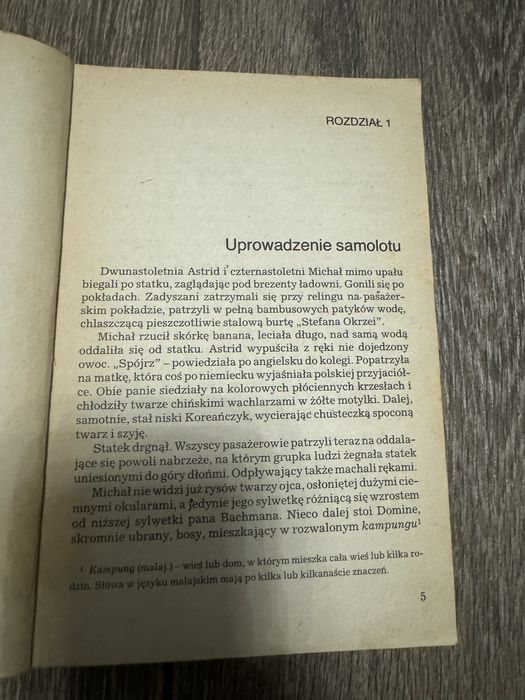 ROZDZIAŁ 1
Uprowadzenie samolotu
Dwunastoletnia Astrid i czternastoletni Michał mimo upału
biegali po statku, zaglądając pod brezenty ładowni. Gonili się po
pokładach. Zadyszani zatrzymali się przy relingu na pasażer-
skim pokładzie, patrzyli w pełną bambusowych patyków wodę,
chlaszczącą pieszczotliwie stalową burtę „Stefana Okrzei”.
Michał rzucił skórkę banana, leciała długo, nad samą wodą
oddaliła się od statku. Astrid wypuściła z ręki nie dojedzony
owoc. „Spójrz” – powiedziała po angielsku do kolegi. Popatrzyła
na matkę, która coś po niemiecku wyjaśniała polskiej przyjaciół-
ce. Obie panie siedziały na kolorowych płóciennych krzesłach i
chłodziły twarze chińskimi wachlarzami w żółte motylki. Dalej,
samotnie, stał niski Koreańczyk, wycierając chusteczką spoconą
twarz i szyję.
Statek drgnął. Wszyscy pasażerowie patrzyli teraz na oddala-
jące się powoli nabrzeże, na którym grupka ludzi żegnała statek
uniesionymi do góry dłońmi. Odpływający także machali rękami.
Michał nie widzi już rysów twarzy ojca, osłoniętej dużymi cie-
mnymi okularami, a jedynie jego sylwetkę różniącą się wzrostem
od niższej sylwetki pana Bachmana. Nieco dalej stoi Domine,
skromnie ubrany, bosy, mieszkający w rozwalonym kampungu¹
¹ Kampung (malaj.) – wieś lub dom, w którym mieszka cała wieś lub kilka ro-
dzin. Słowa w języku malajskim mają po kilka lub kilkanaście znaczeń.
5